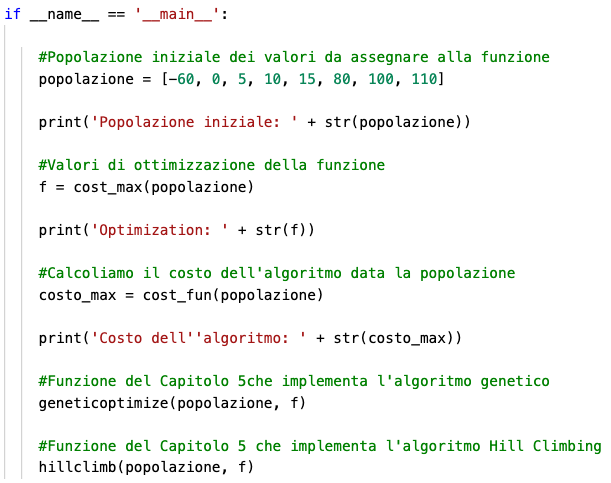 if __name__ == '__main__':
#Popolazione iniziale dei valori da assegnare alla funzione
popolazione = [-60, 0, 5, 10, 15, 80, 100, 110]
print('Popolazione iniziale: ' + str(popolazione))
#Valori di ottimizzazione della funzione
f = cost_max(popolazione)
print('Optimization: ' + str(f))
#Calcoliamo il costo dell'algoritmo data la popolazione
costo_max = cost_fun(popolazione)
print('Costo dell''algoritmo: ' + str(costo_max))
#Funzione del Capitolo 5che implementa l'algoritmo genetico
geneticoptimize(popolazione, f)
#Funzione del Capitolo 5 che implementa l'algoritmo Hill Climbing
hillclimb(popolazione, f)